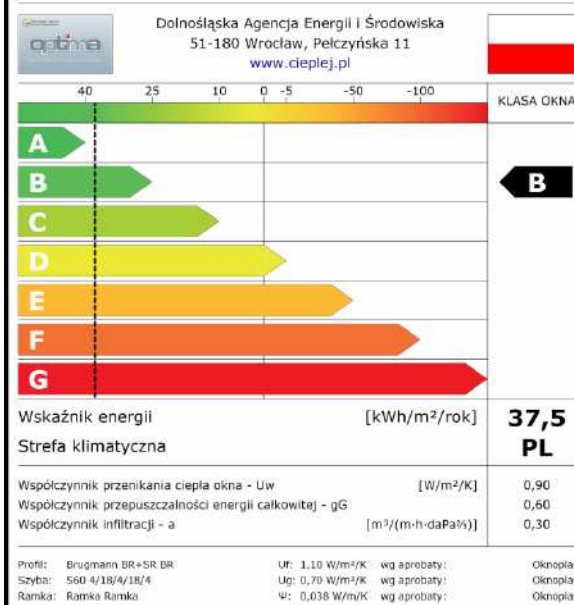 optima
Dolnośląska Agencja Energii i Środowiska
51-180 Wrocław, Pełczyńska 11
www.cieplej.pl
40 25 10 0 -5 -50 -100
KLASA OKNA
A
B
B
C
D
E
F
G
Wskaźnik energii [kWh/m²/rok] 37,5
Strefa klimatyczna PL
Współczynnik przenikania ciepła okna - Uw [W/m²/K] 0,90
Współczynnik przepuszczalności energii całkowitej - gG 0,60
Współczynnik infiltracji - a [m³/(m·h·daPa⅔)] 0,30
Profil: Brugmann BR+SR BR Uf: 1,10 W/m²/K wg aprobaty: Oknopla
Szyba: S60 4/18/4/18/4 Ug: 0,70 W/m²/K wg aprobaty: Oknopla
Ramka: Ramka Ramka Ψ: 0,038 W/m/K wg aprobaty: Oknopla